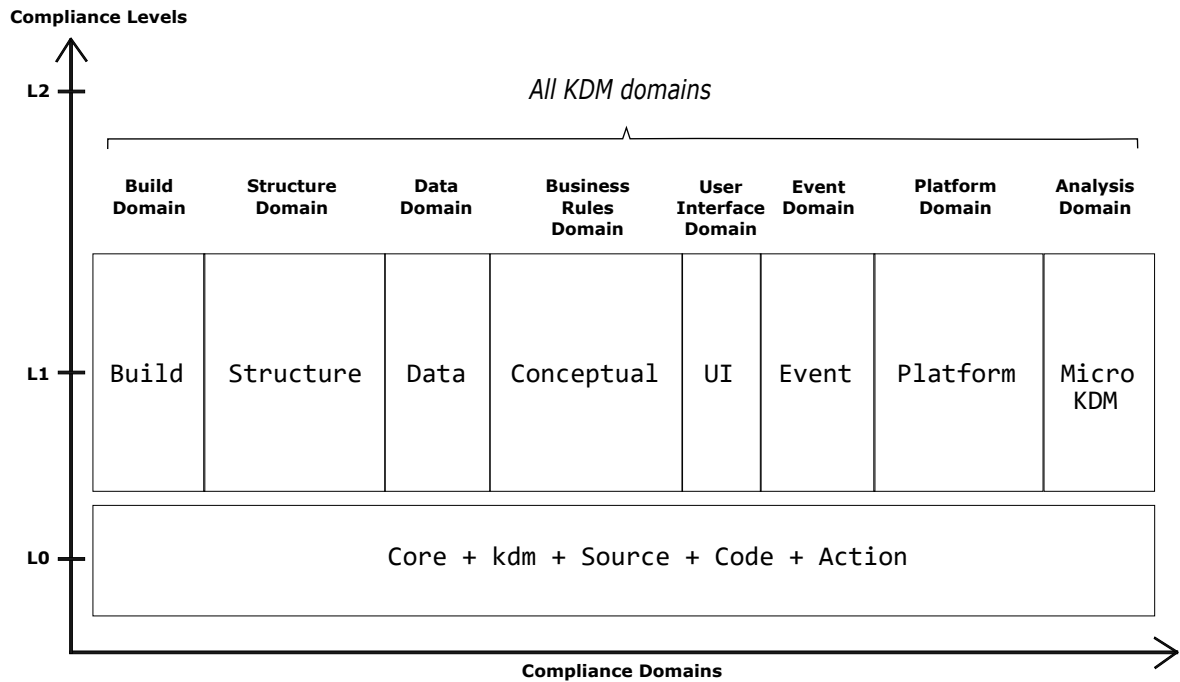 Compliance Levels
L2
All KDM domains
Build
Domain
Structure
Domain
Data
Domain
Business
Rules
Domain
User
Interface
Domain
Event
Domain
Platform
Domain
Analysis
Domain
L1
Build
Structure
Data
Conceptual
UI
Event
Platform
Micro
KDM
L0
Core + kdm + Source + Code + Action
Compliance Domains